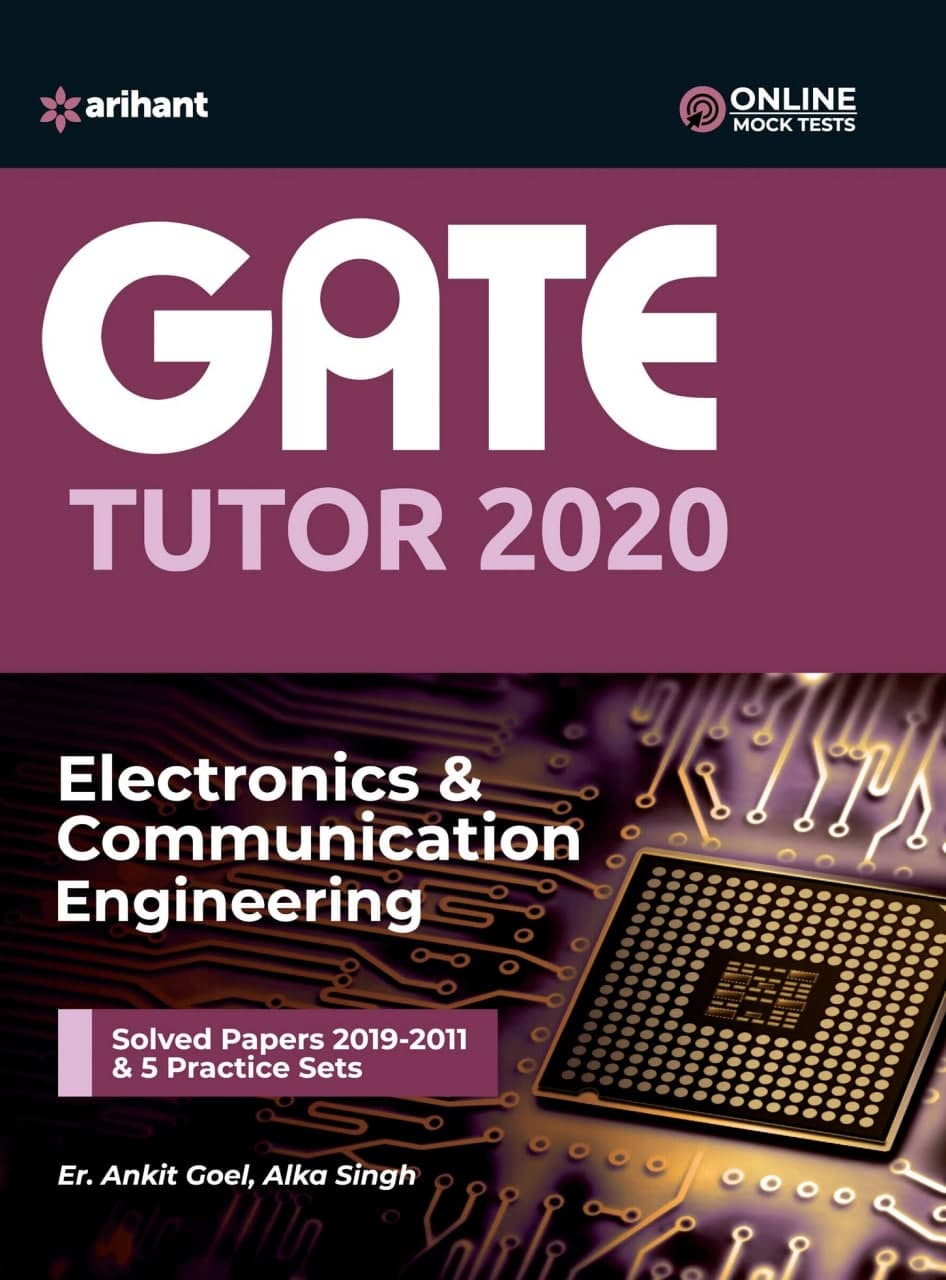 arihant
ONLINE
MOCK TESTS
GATE
TUTOR 2020
Electronics &
Communication
Engineering
Solved Papers 2019-2011
& 5 Practice Sets
Er. Ankit Goel, Alka Singh